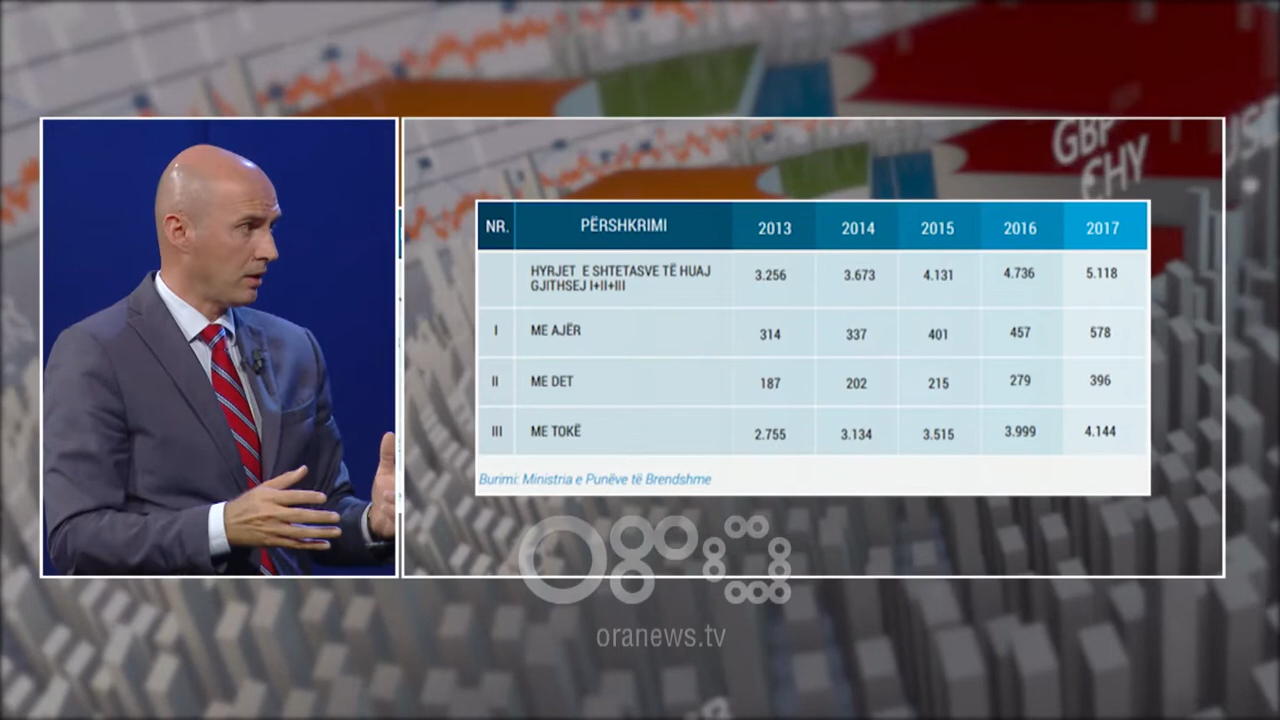 GBP
USD
CHY
NR. PËRSHKRIMI 2013 2014 2015 2016 2017
HYRJET E SHTETASVE TË HUAJ
GJITHSEJ I+II+III 3.256 3.673 4.131 4.736 5.118
I ME AJËR 314 337 401 457 578
II ME DET 187 202 215 279 396
III ME TOKË 2.755 3.134 3.515 3.999 4.144
Burimi: Ministria e Punëve të Brendshme
oranews.tv